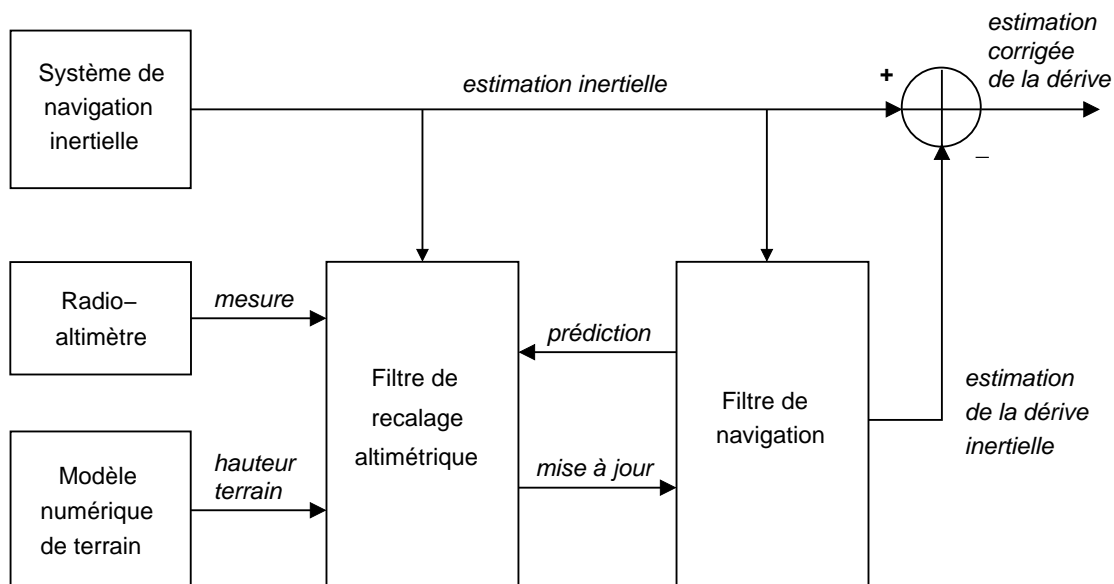 Système de
navigation
inertielle
estimation inertielle
+
estimation
corrigée
de la dérive
−
Radio−
altimètre
mesure
Modèle
numérique
de terrain
hauteur
terrain
Filtre de
recalage
altimétrique
prédiction
mise à jour
Filtre de
navigation
estimation
de la dérive
inertielle